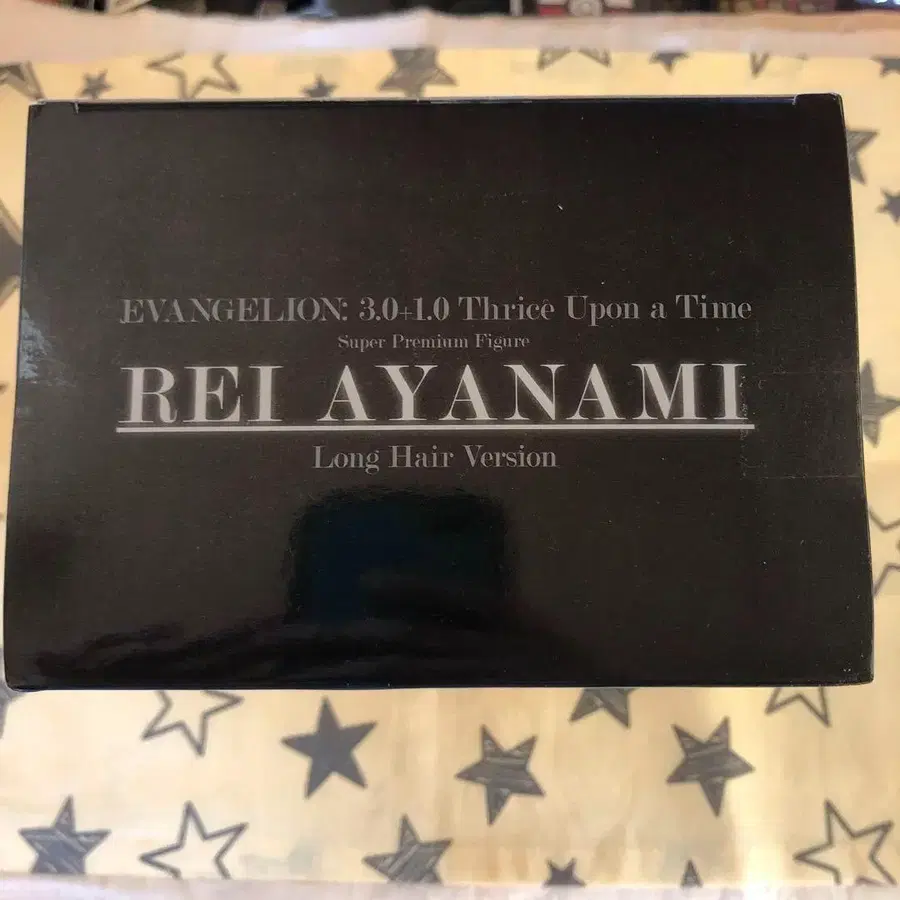 EVANGELION: 3.0+1.0 Thrice Upon a Time
Super Premium Figure
REI AYANAMI
Long Hair Version